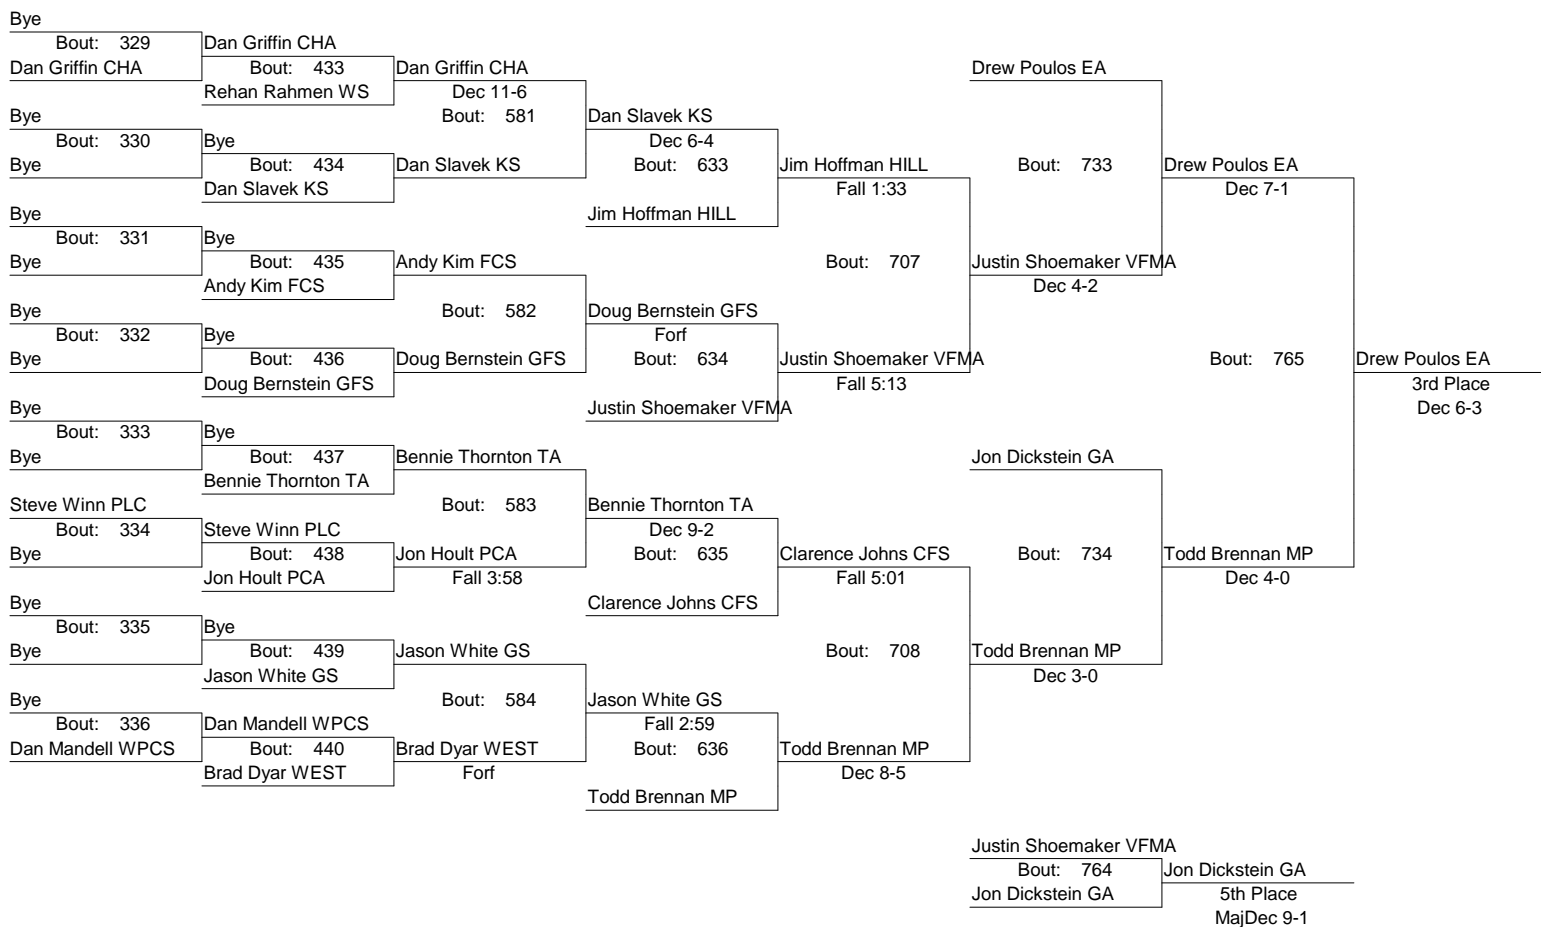 Bye
Bout: 329
Dan Griffin CHA
Dan Griffin CHA
Bout: 433
Rehan Rahmen WS
Dan Griffin CHA
Dec 11-6
Bout: 581
Bye
Bout: 330
Bye
Bye
Bout: 434
Dan Slavek KS
Dan Slavek KS
Dan Slavek KS
Dec 6-4
Bout: 633
Jim Hoffman HILL
Jim Hoffman HILL
Fall 1:33
Bye
Bout: 331
Bye
Bye
Bout: 435
Andy Kim FCS
Andy Kim FCS
Bout: 582
Bye
Bout: 332
Bye
Bye
Bout: 436
Doug Bernstein GFS
Doug Bernstein GFS
Doug Bernstein GFS
Forf
Bout: 634
Justin Shoemaker VFMA
Justin Shoemaker VFMA
Fall 5:13
Bout: 707
Drew Poulos EA
Bout: 733
Justin Shoemaker VFMA
Dec 4-2
Drew Poulos EA
Dec 7-1
Bye
Bout: 333
Bye
Bye
Bout: 437
Bennie Thornton TA
Bennie Thornton TA
Bout: 583
Steve Winn PLC
Bout: 334
Bye
Steve Winn PLC
Bout: 438
Jon Hoult PCA
Jon Hoult PCA
Fall 3:58
Bennie Thornton TA
Dec 9-2
Bout: 635
Clarence Johns CFS
Clarence Johns CFS
Fall 5:01
Bye
Bout: 335
Bye
Bye
Bout: 439
Jason White GS
Jason White GS
Bout: 584
Bye
Bout: 336
Dan Mandell WPCS
Dan Mandell WPCS
Bout: 440
Brad Dyar WEST
Brad Dyar WEST
Forf
Jason White GS
Fall 2:59
Bout: 636
Todd Brennan MP
Todd Brennan MP
Dec 8-5
Bout: 708
Jon Dickstein GA
Bout: 734
Todd Brennan MP
Dec 3-0
Todd Brennan MP
Dec 4-0
Bout: 765
Drew Poulos EA
3rd Place
Dec 6-3
Justin Shoemaker VFMA
Bout: 764
Jon Dickstein GA
Jon Dickstein GA
5th Place
MajDec 9-1